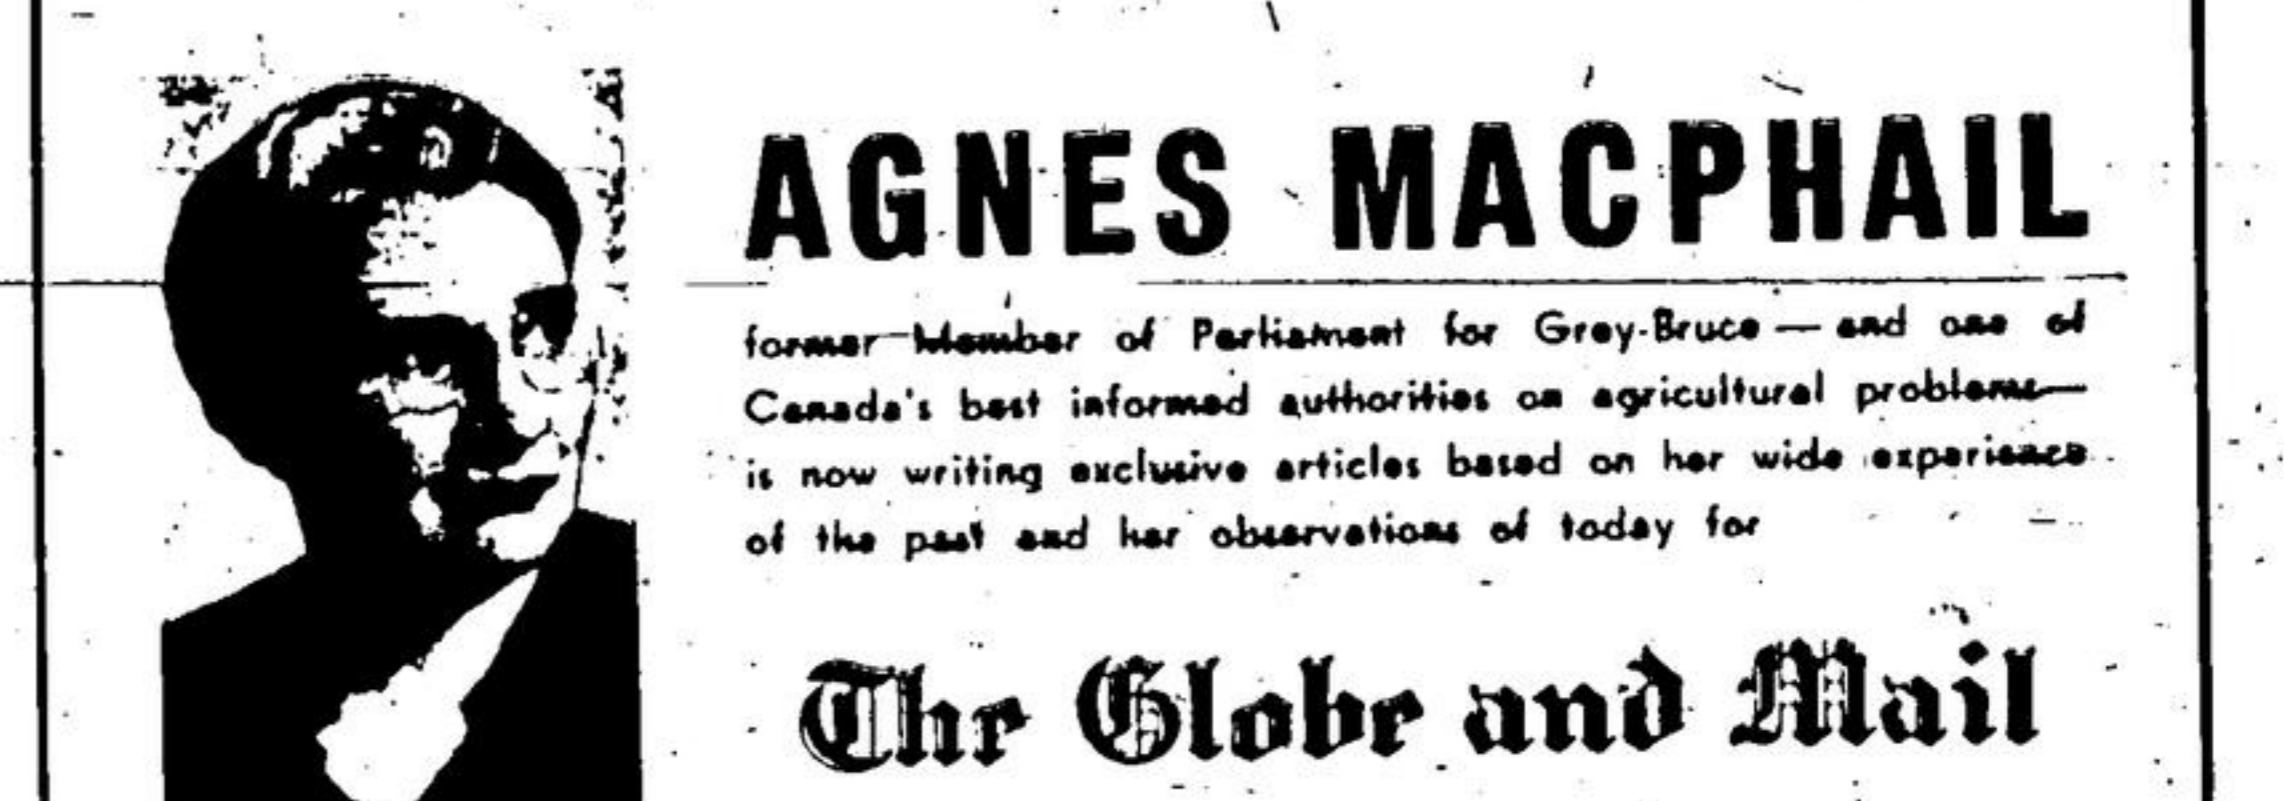 AGNES MACPHAIL
former Member of Parliament for Grey-Bruce — and one of
Canada's best informed authorities on agricultural problems—
is now writing exclusive articles based on her wide experience
of the past and her observations of today for
The Globe and Mail